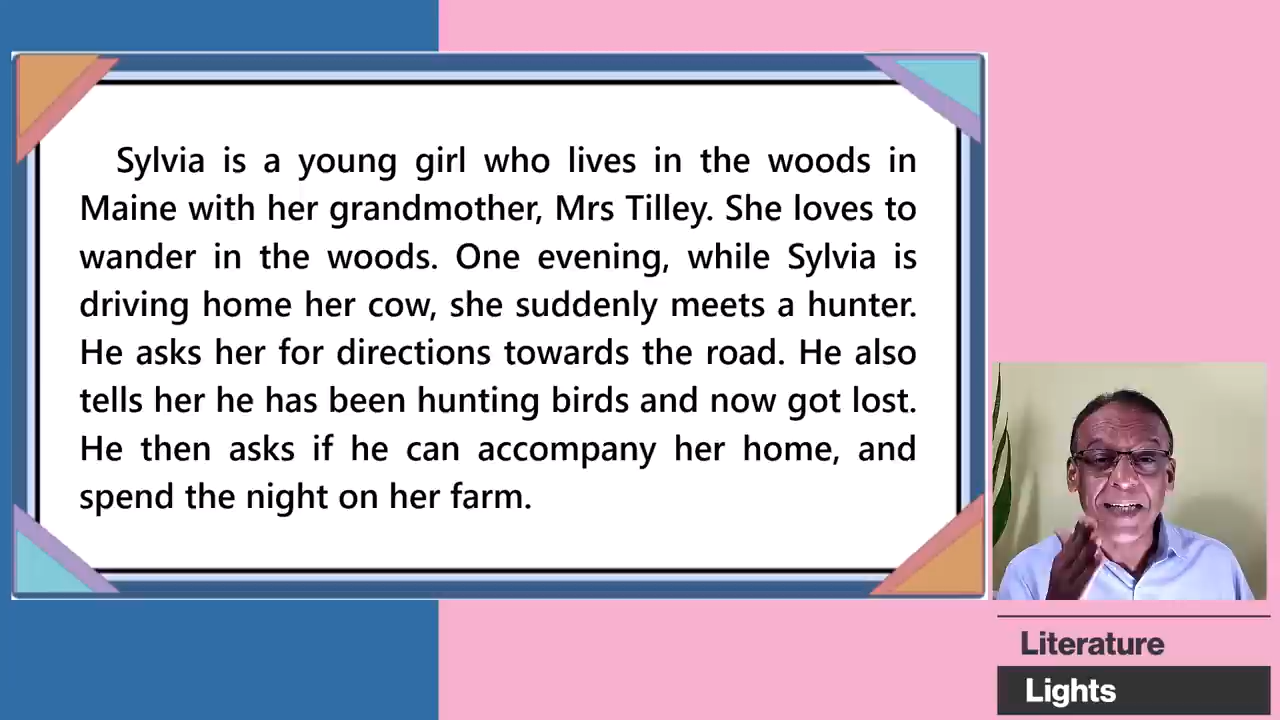 Sylvia is a young girl who lives in the woods in
Maine with her grandmother, Mrs Tilley. She loves to
wander in the woods. One evening, while Sylvia is
driving home her cow, she suddenly meets a hunter.
He asks her for directions towards the road. He also
tells her he has been hunting birds and now got lost.
He then asks if he can accompany her home, and
spend the night on her farm.
Literature
Lights